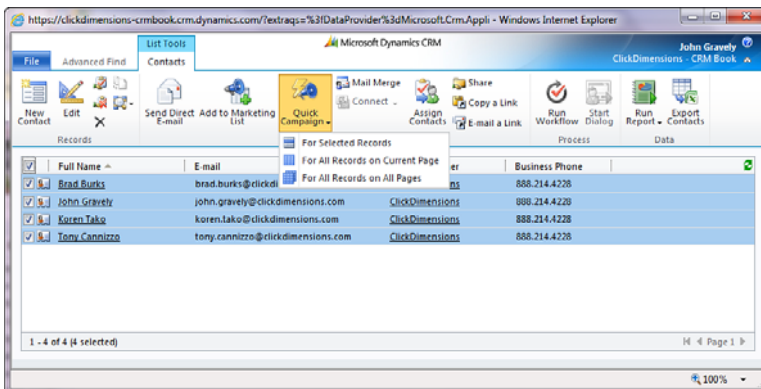 https://clickdimensions-crmbook.crm.dynamics.com/?extraqs=%3fDataProvider%3dMicrosoft.Crm.Appli - Windows Internet Explorer
List Tools
Microsoft Dynamics CRM
John Gravely
File Advanced Find Contacts
ClickDimensions - CRM Book
New Contact
Edit
Send Direct E-mail
Add to Marketing List
Quick Campaign
Mail Merge
Connect
Assign Contacts
Share
Copy a Link
E-mail a Link
Run Workflow
Start Dialog
Run Report
Export Contacts
Records
Process
Data
For Selected Records
For All Records on Current Page
For All Records on All Pages
Full Name E-mail er Business Phone
Brad Burks brad.burks@clickdi ns 888.214.4228
John Gravely john.gravely@clickdimensions.com ClickDimensions 888.214.4228
Koren Tako koren.tako@clickdimensions.com ClickDimensions 888.214.4228
Tony Cannizzo tony.cannizzo@clickdimensions.com ClickDimensions 888.214.4228
1 - 4 of 4 (4 selected)
Page 1
100%